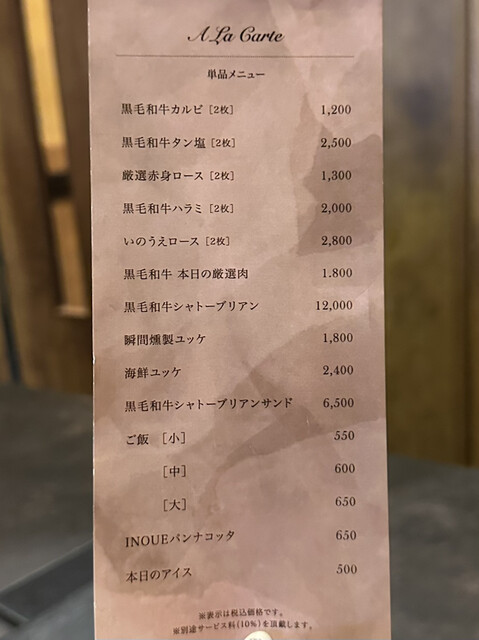 A La Carte
単品メニュー
黒毛和牛カルビ [2枚] 1,200
黒毛和牛タン塩 [2枚] 2,500
厳選赤身ロース [2枚] 1,300
黒毛和牛ハラミ [2枚] 2,000
いのうえロース [2枚] 2,800
黒毛和牛 本日の厳選肉 1.800
黒毛和牛シャトーブリアン 12,000
瞬間燻製ユッケ 1,800
海鮮ユッケ 2,400
黒毛和牛シャトーブリアンサンド 6,500
ご飯 [小] 550
[中] 600
[大] 650
INOUEパンナコッタ 650
本日のアイス 500
※表示は税込価格です。
※別途サービス料(10%)を頂戴します。